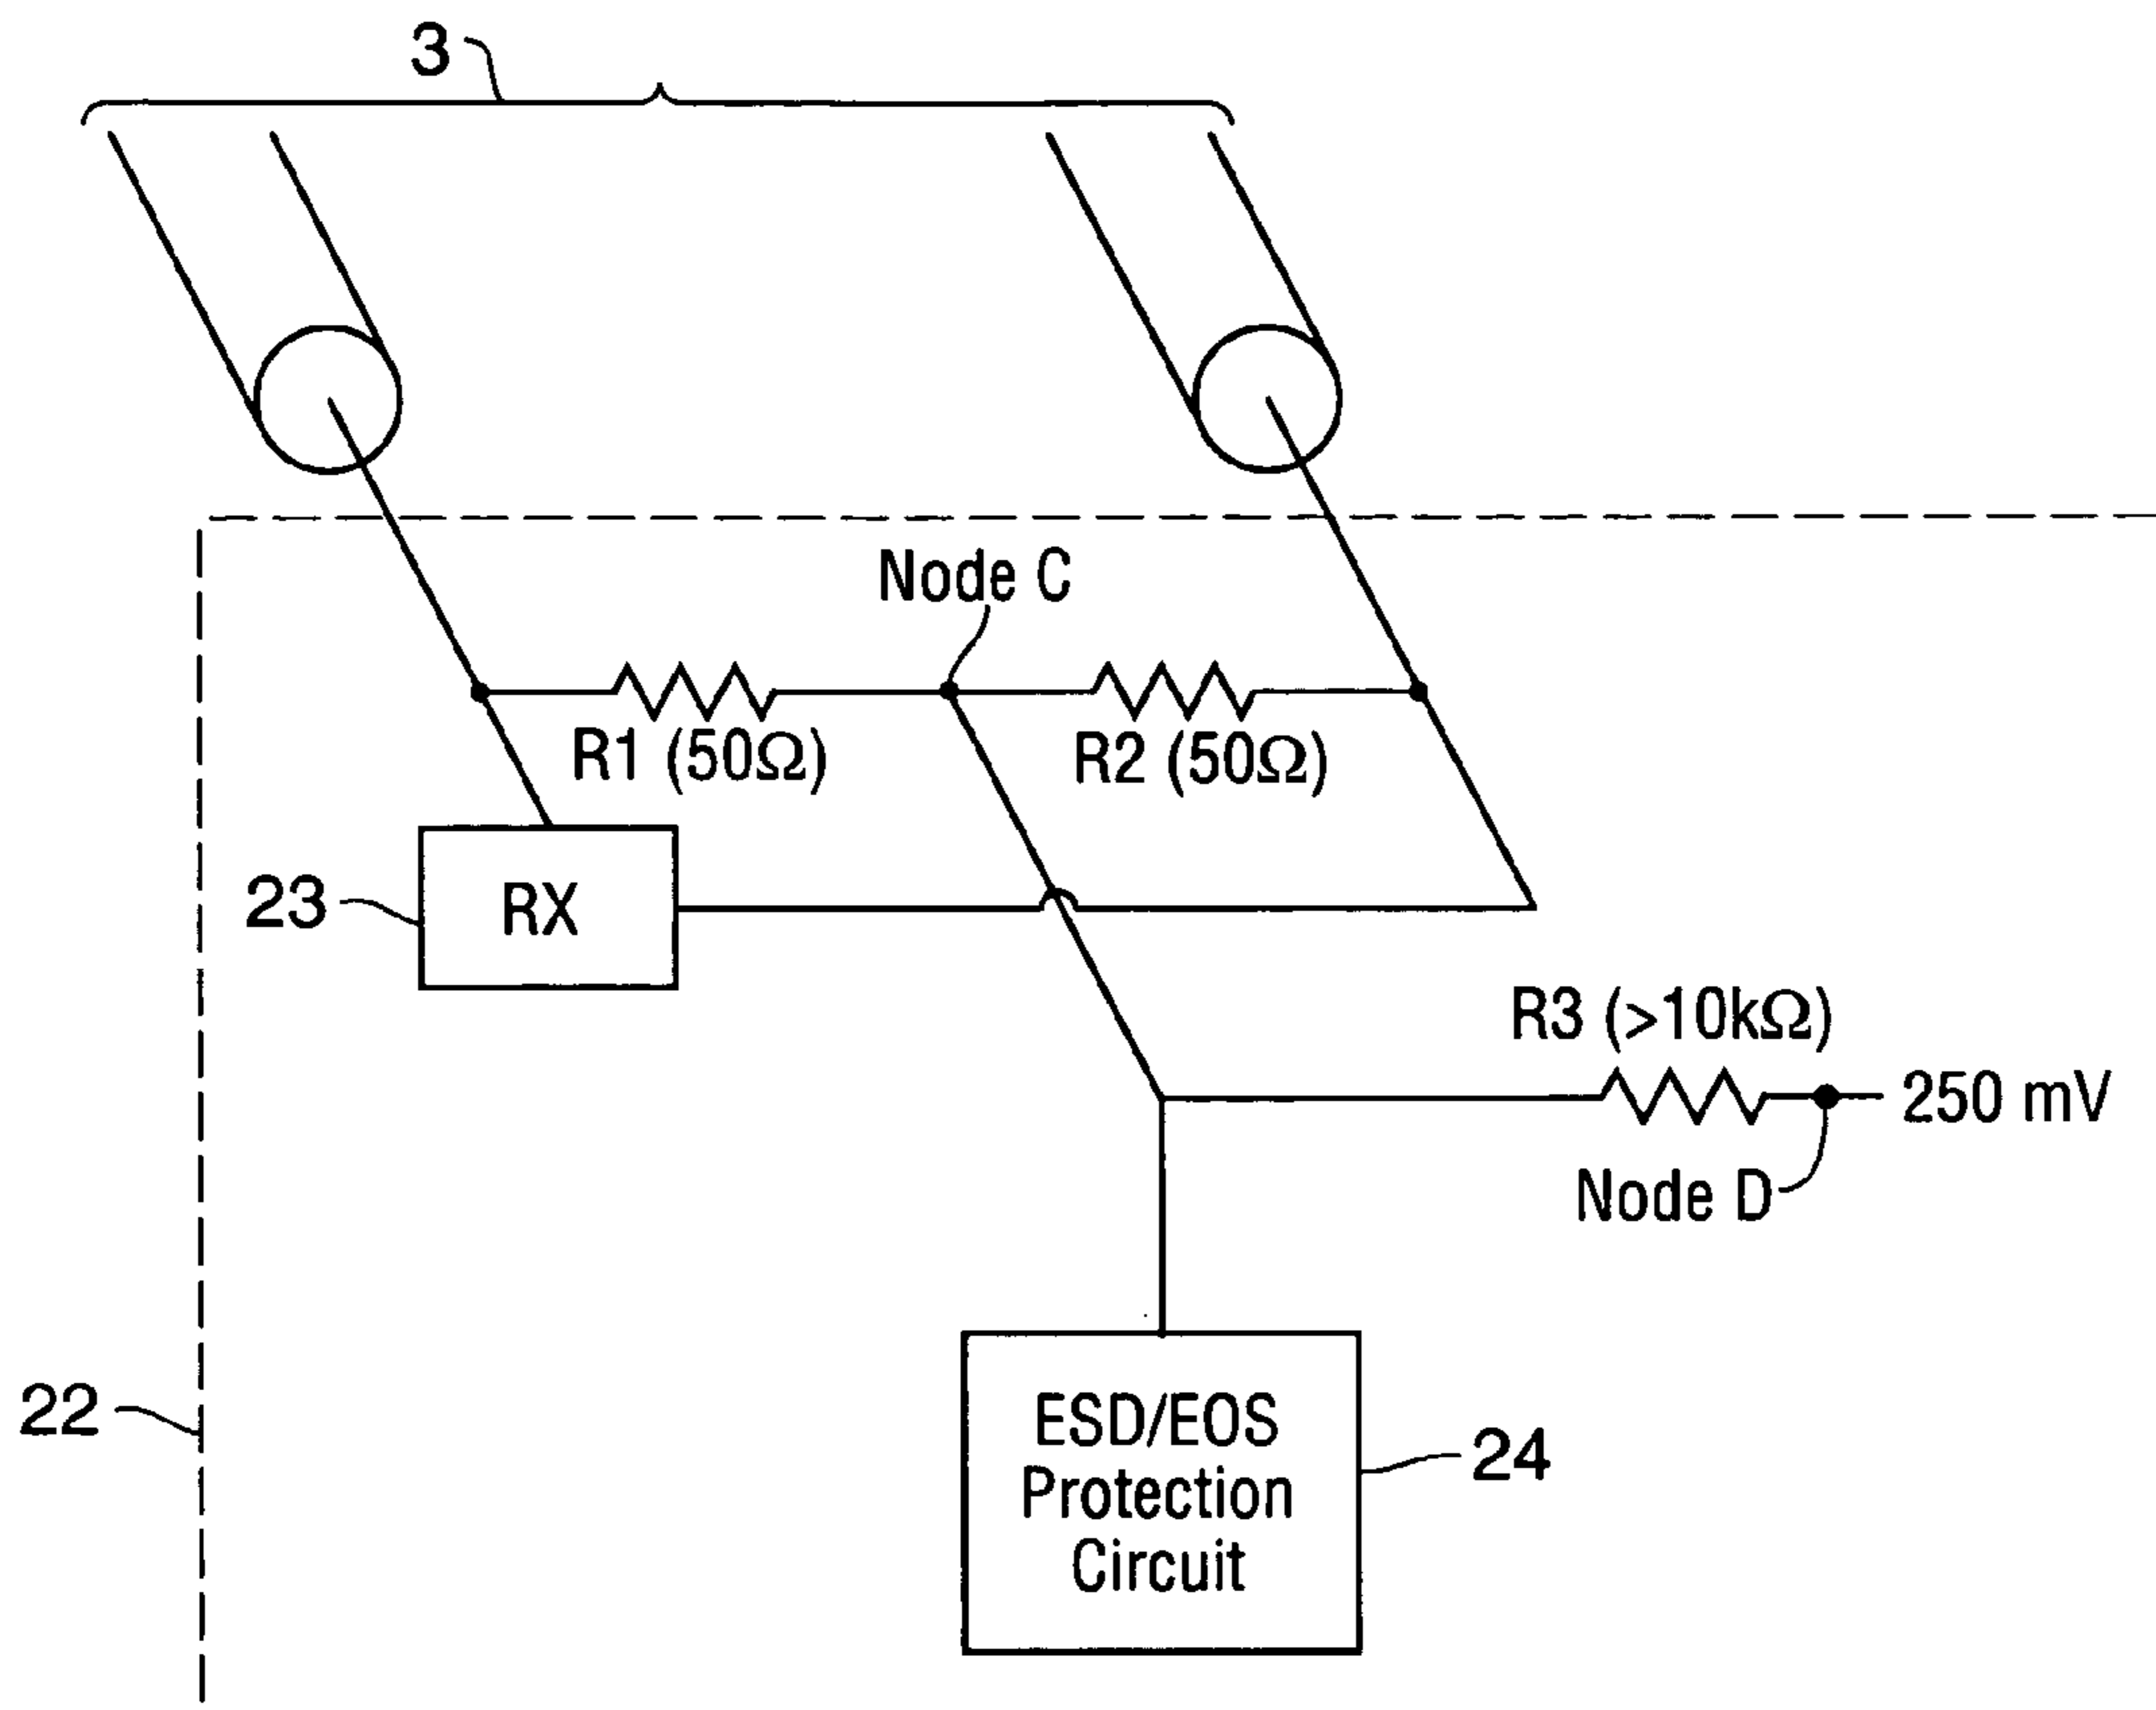 3
Node C
R1 (50Ω)
R2 (50Ω)
23
RX
R3 (>10kΩ)
250 mV
Node D
22
ESD/EOS
Protection
Circuit
24